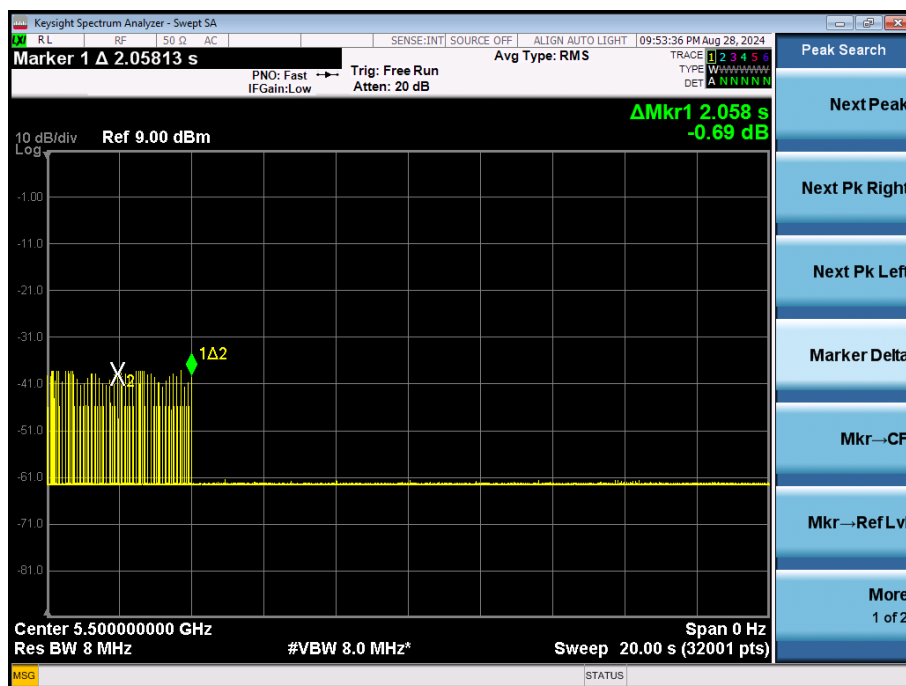 Keysight Spectrum Analyzer - Swept SA
LXI RL RF 50 Ω AC SENSE:INT SOURCE OFF ALIGN AUTO LIGHT 09:53:36 PM Aug 28, 2024
Marker 1 Δ 2.05813 s
PNO: Fast
IFGain:Low
Trig: Free Run
Atten: 20 dB
Avg Type: RMS
TRACE 1 2 3 4 5 6
TYPE WWWWWW
DET A N N N N N
ΔMkr1 2.058 s
-0.69 dB
10 dB/div Ref 9.00 dBm
Log
-1.00
-11.0
-21.0
-31.0
-41.0
-51.0
-61.0
-71.0
-81.0
1Δ2
X2
Center 5.500000000 GHz Span 0 Hz
Res BW 8 MHz #VBW 8.0 MHz* Sweep 20.00 s (32001 pts)
MSG STATUS
Peak Search
Next Peak
Next Pk Right
Next Pk Left
Marker Delta
Mkr→CF
Mkr→Ref Lvl
More
1 of 2